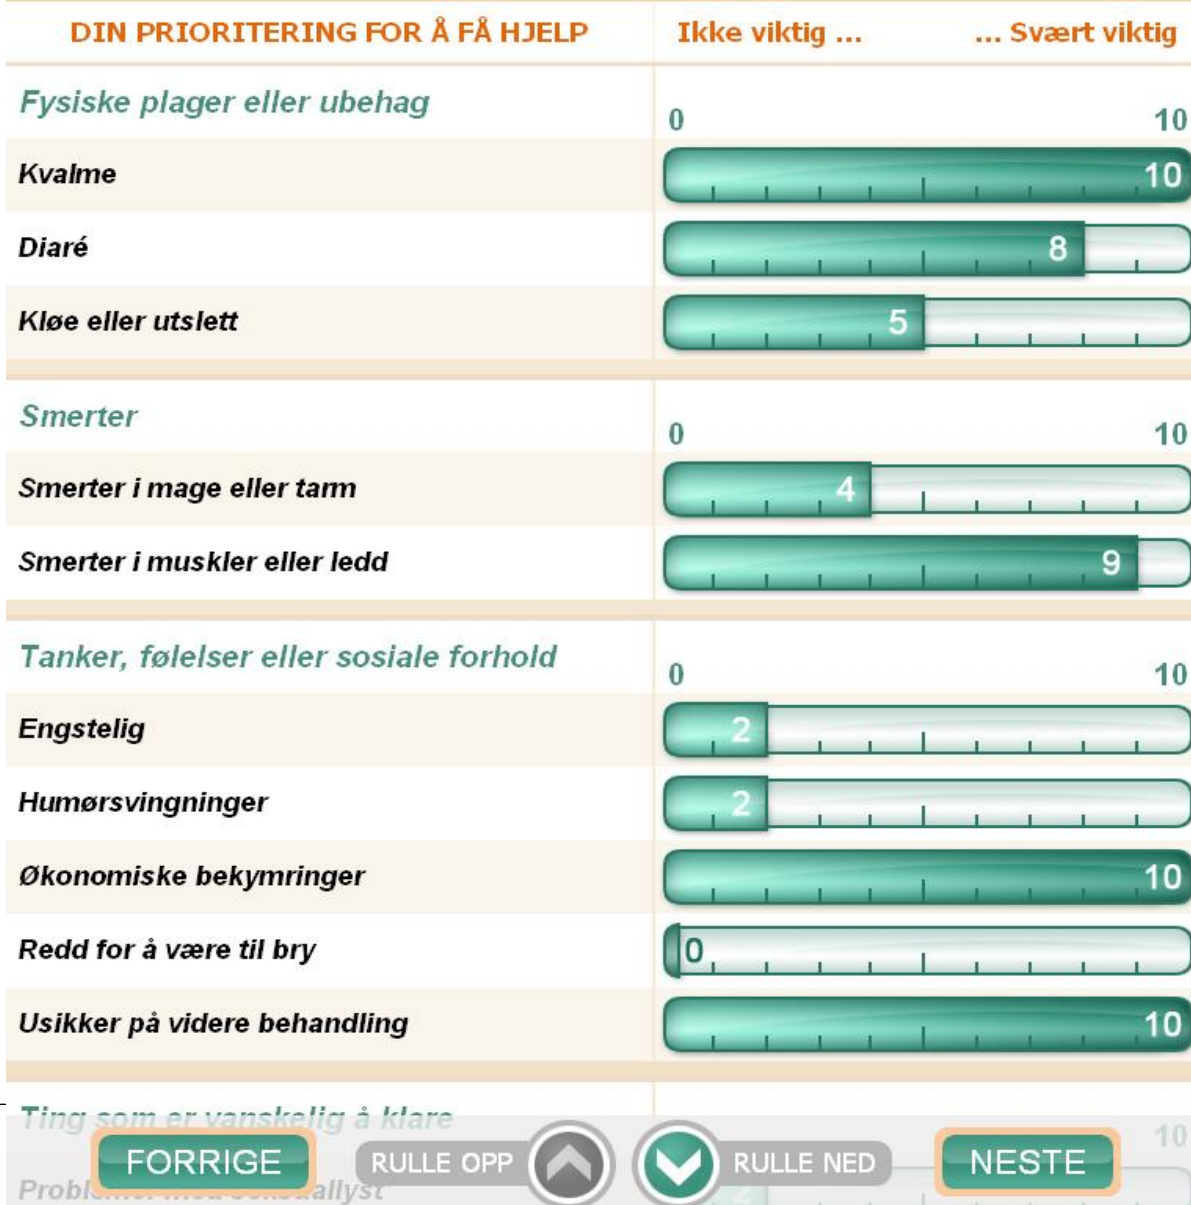 DIN PRIORITERING FOR Å FÅ HJELP Ikke viktig ... ... Svært viktig
Fysiske plager eller ubehag 0 10
Kvalme 10
Diaré 8
Kløe eller utslett 5
Smerter 0 10
Smerter i mage eller tarm 4
Smerter i muskler eller ledd 9
Tanker, følelser eller sosiale forhold 0 10
Engstelig 2
Humørsvingninger 2
Økonomiske bekymringer 10
Redd for å være til bry 0
Usikker på videre behandling 10
Ting som er vanskelig å klare 10
FORRIGE RULLE OPP RULLE NED NESTE
2